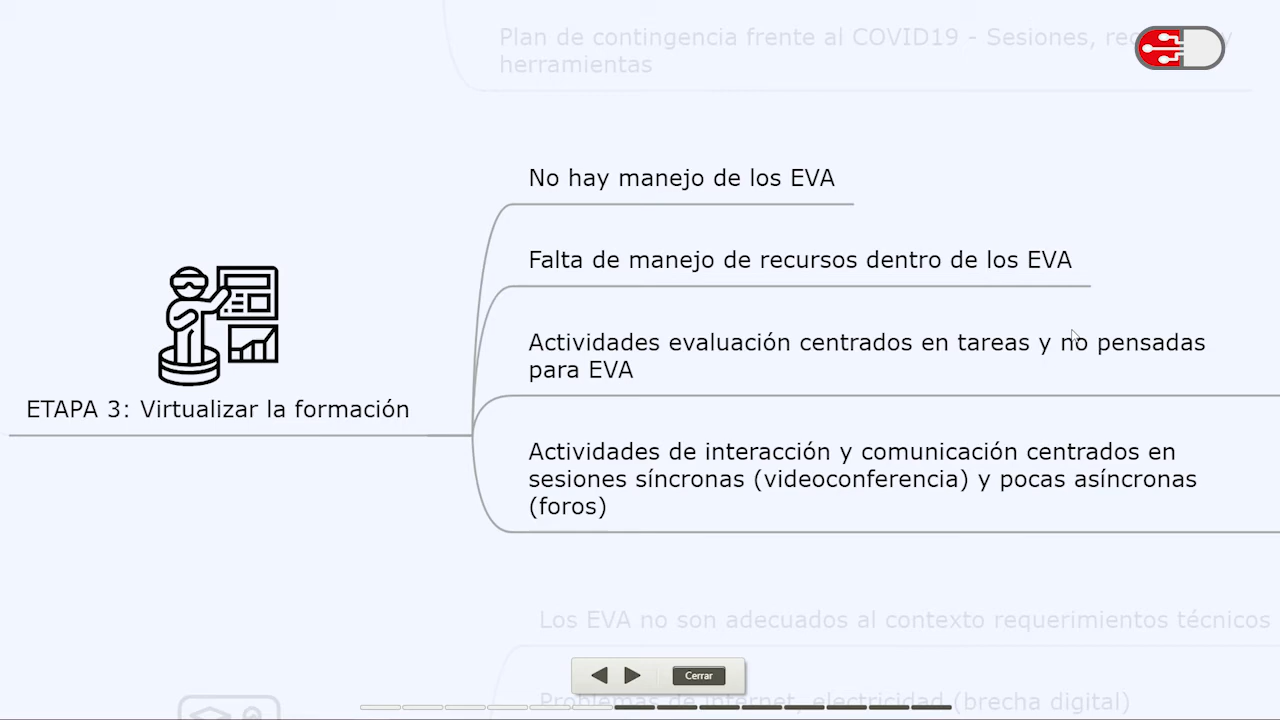 Plan de contingencia frente al COVID19 - Sesiones, y
herramientas
No hay manejo de los EVA
Falta de manejo de recursos dentro de los EVA
Actividades evaluación centrados en tareas y no pensadas
para EVA
ETAPA 3: Virtualizar la formación
Actividades de interacción y comunicación centrados en
sesiones síncronas (videoconferencia) y pocas asíncronas
(foros)
Los EVA no son adecuados al contexto requerimientos técnicos
Cerrar
Problemas de internet, electricidad (brecha digital)